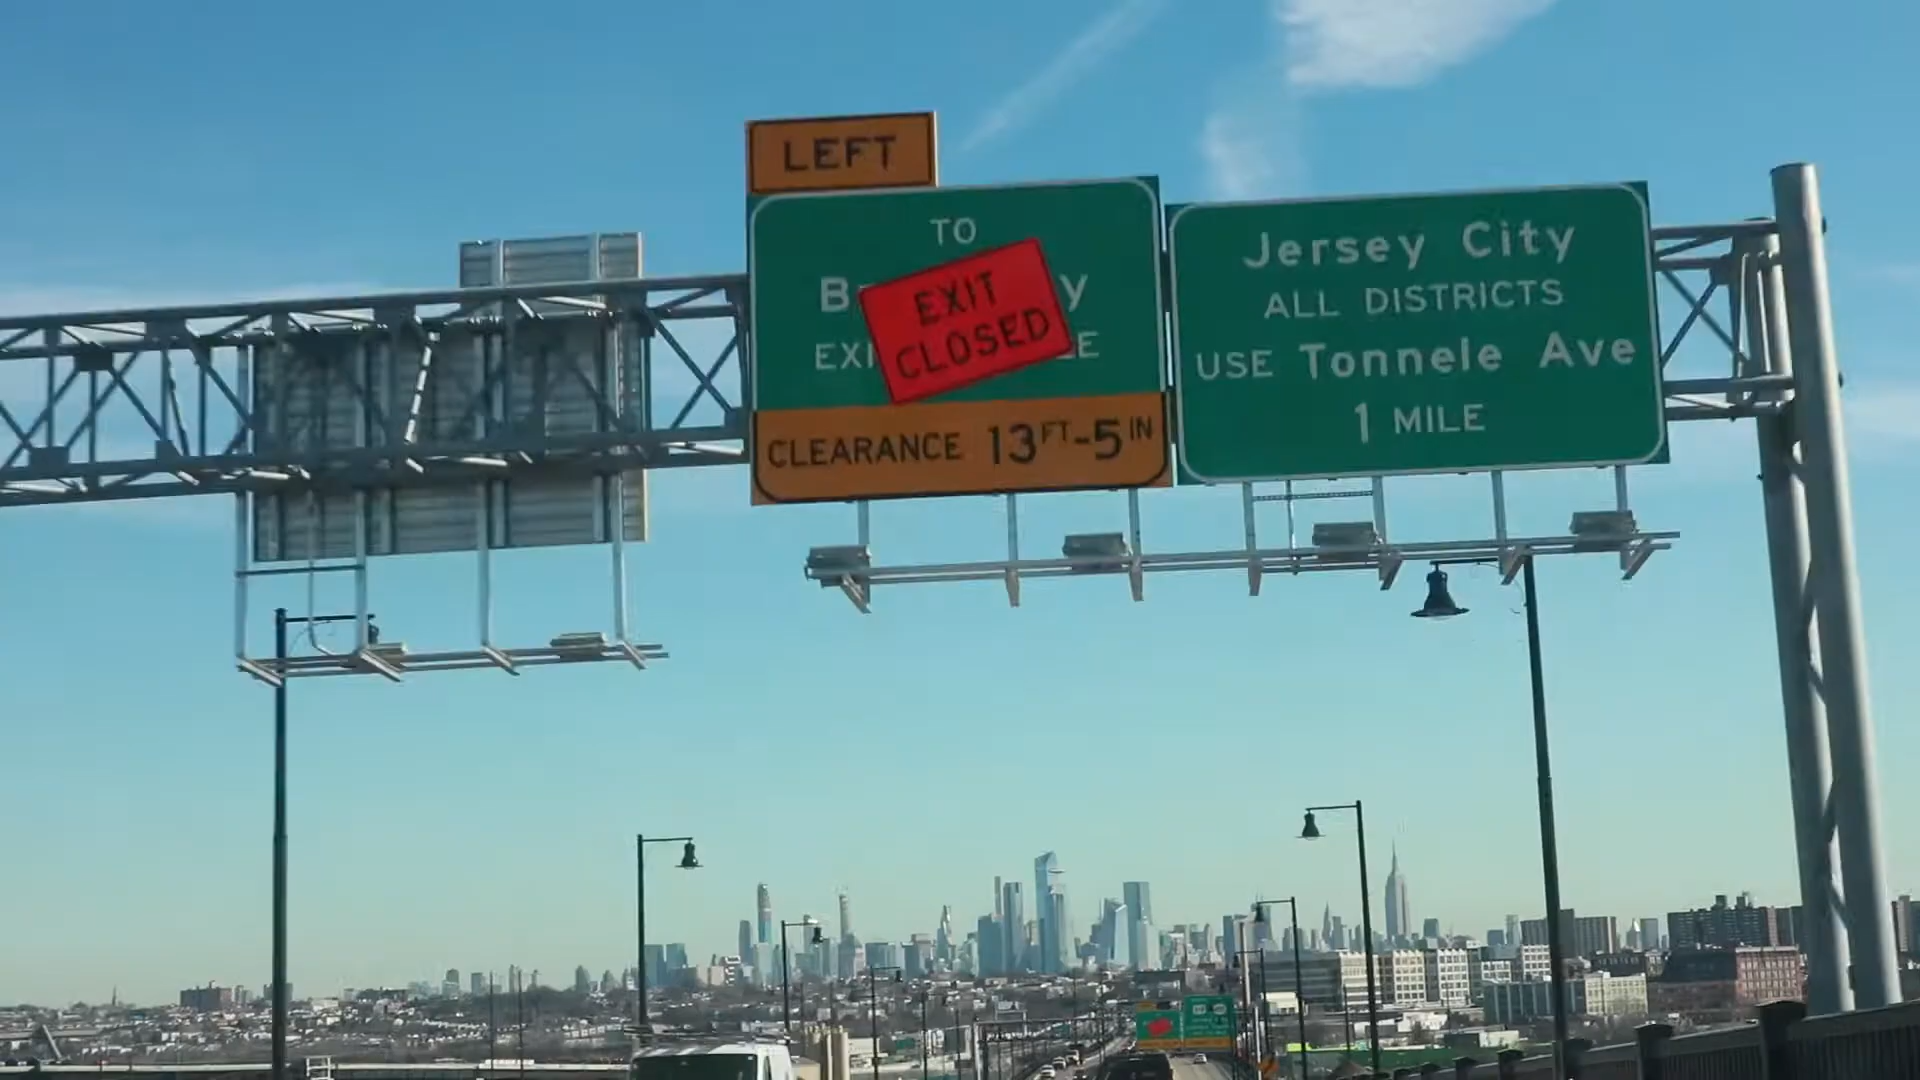 LEFT
TO
EXIT
CLOSED
CLEARANCE 13FT-5IN
Jersey City
ALL DISTRICTS
USE Tonnele Ave
1 MILE